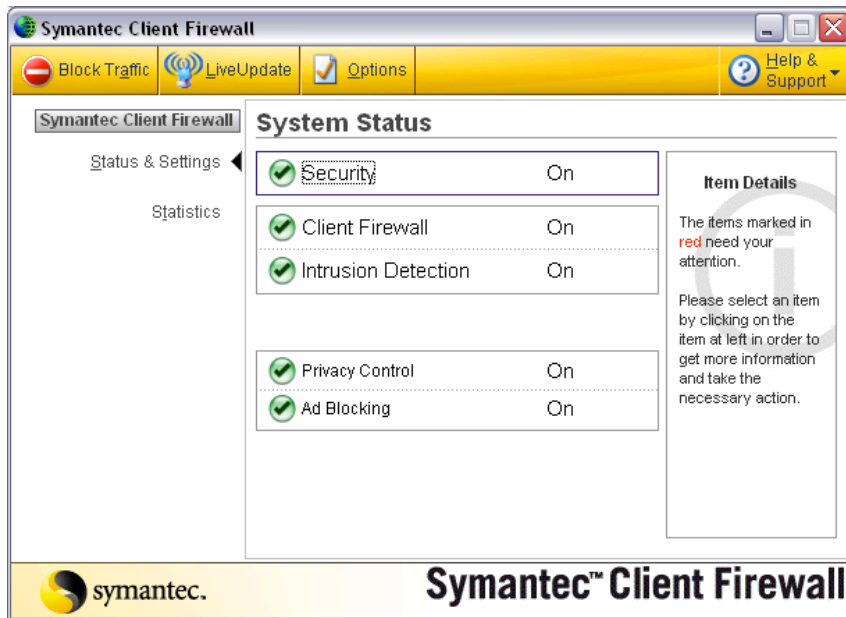 Symantec Client Firewall
Block Traffic
LiveUpdate
Options
Help & Support
Symantec Client Firewall
Status & Settings
Statistics
System Status
Security On
Client Firewall On
Intrusion Detection On
Privacy Control On
Ad Blocking On
Item Details
The items marked in
red need your
attention.
Please select an item
by clicking on the
item at left in order to
get more information
and take the
necessary action.
symantec.
Symantec™ Client Firewall